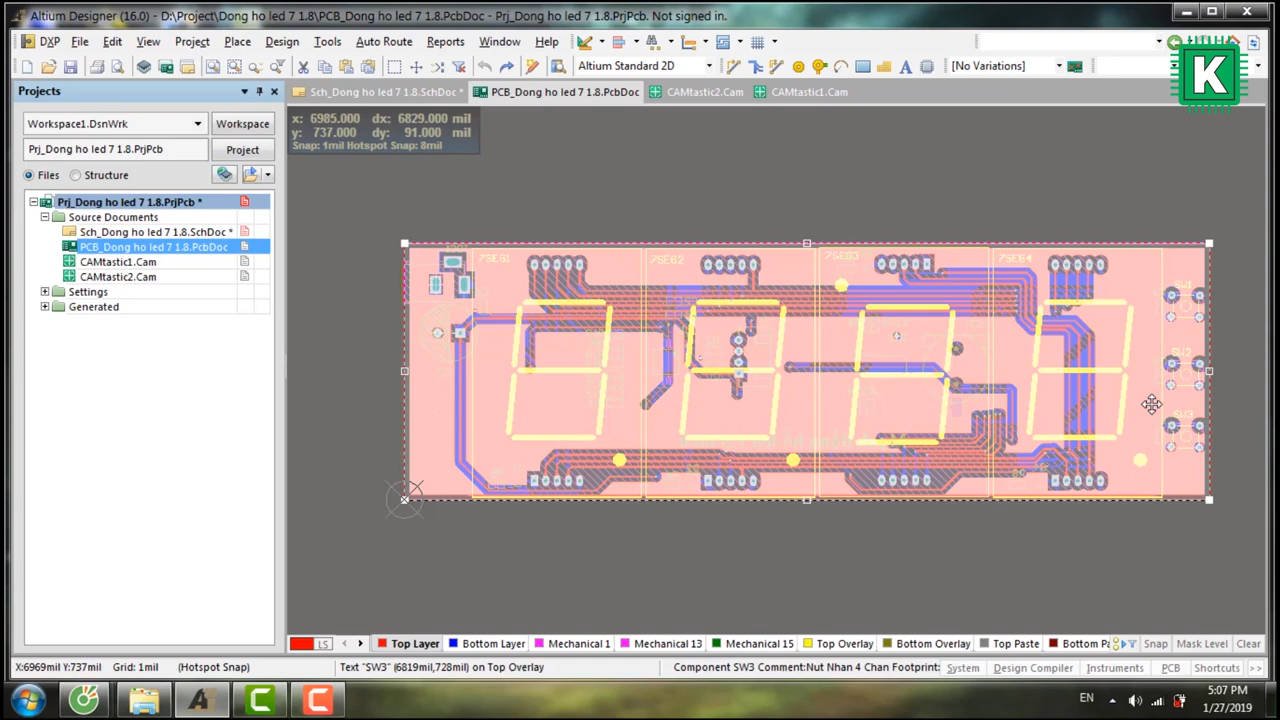 Altium Designer (16.0) - D:\Project\Dong ho led 7 1.8\PCB_Dong ho led 7 1.8.PcbDoc - Prj_Dong ho led 7 1.8.PrjPcb. Not signed in.
DXP File Edit View Project Place Design Tools Auto Route Reports Window Help
Altium Standard 2D
[No Variations]
K
Projects
Sch_Dong ho led 7 1.8.SchDoc *
PCB_Dong ho led 7 1.8.PcbDoc
CAMtastic2.Cam
CAMtastic1.Cam
x: 6985.000 dx: 6829.000 mil
y: 737.000 dy: 91.000 mil
Snap: 1mil Hotspot Snap: 8mil
Workspace1.DsnWrk
Workspace
Prj_Dong ho led 7 1.8.PrjPcb
Project
Files
Structure
Prj_Dong ho led 7 1.8.PrjPcb *
Source Documents
Sch_Dong ho led 7 1.8.SchDoc *
PCB_Dong ho led 7 1.8.PcbDoc
CAMtastic1.Cam
CAMtastic2.Cam
Settings
Generated
7SEG1
7SEG2
7SEG3
7SEG4
SW1
SW2
SW3
LS
Top Layer
Bottom Layer
Mechanical 1
Mechanical 13
Mechanical 15
Top Overlay
Bottom Overlay
Top Paste
Bottom Pa
Snap
Mask Level
Clear
X:6969mil Y:737mil Grid: 1mil (Hotspot Snap)
Text "SW3" (6819mil,728mil) on Top Overlay
Component SW3 Comment:Nut Nhan 4 Chan Footprint:
System
Design Compiler
Instruments
PCB
Shortcuts
>>
EN
5:07 PM
1/27/2019